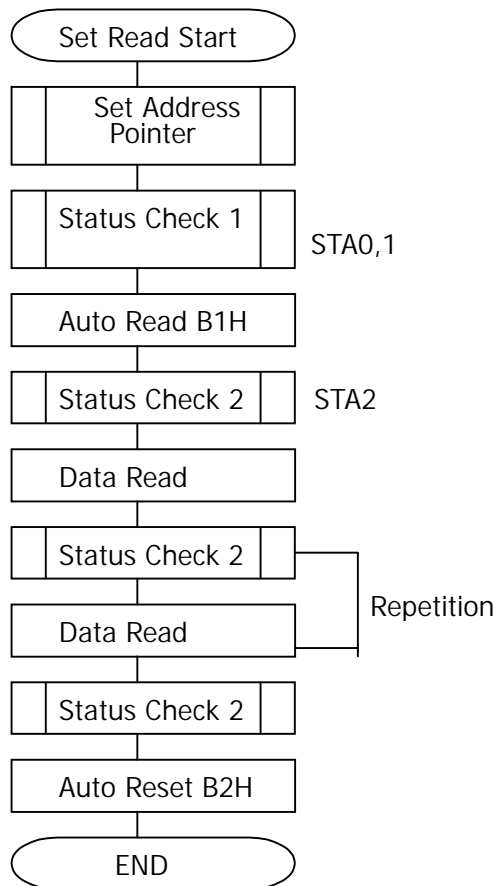 Set Read Start
Set Address
Pointer
Status Check 1
STA0,1
Auto Read B1H
Status Check 2
STA2
Data Read
Status Check 2
Repetition
Data Read
Status Check 2
Auto Reset B2H
END